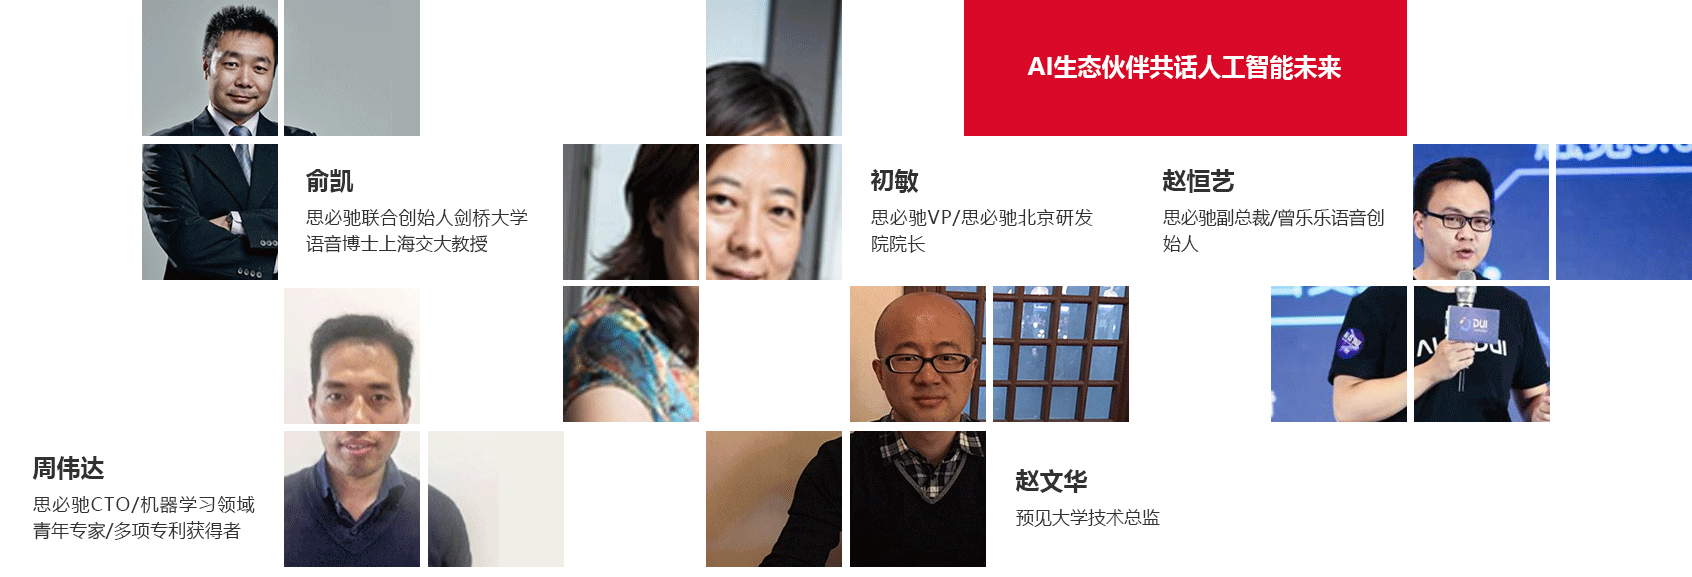 AI生态伙伴共话人工智能未来
俞凯
思必驰联合创始人剑桥大学
语音博士上海交大教授
初敏
思必驰VP/思必驰北京研发
院院长
赵恒艺
思必驰副总裁/曾乐乐语音创
始人
DUI
周伟达
思必驰CTO/机器学习领域
青年专家/多项专利获得者
赵文华
预见大学技术总监